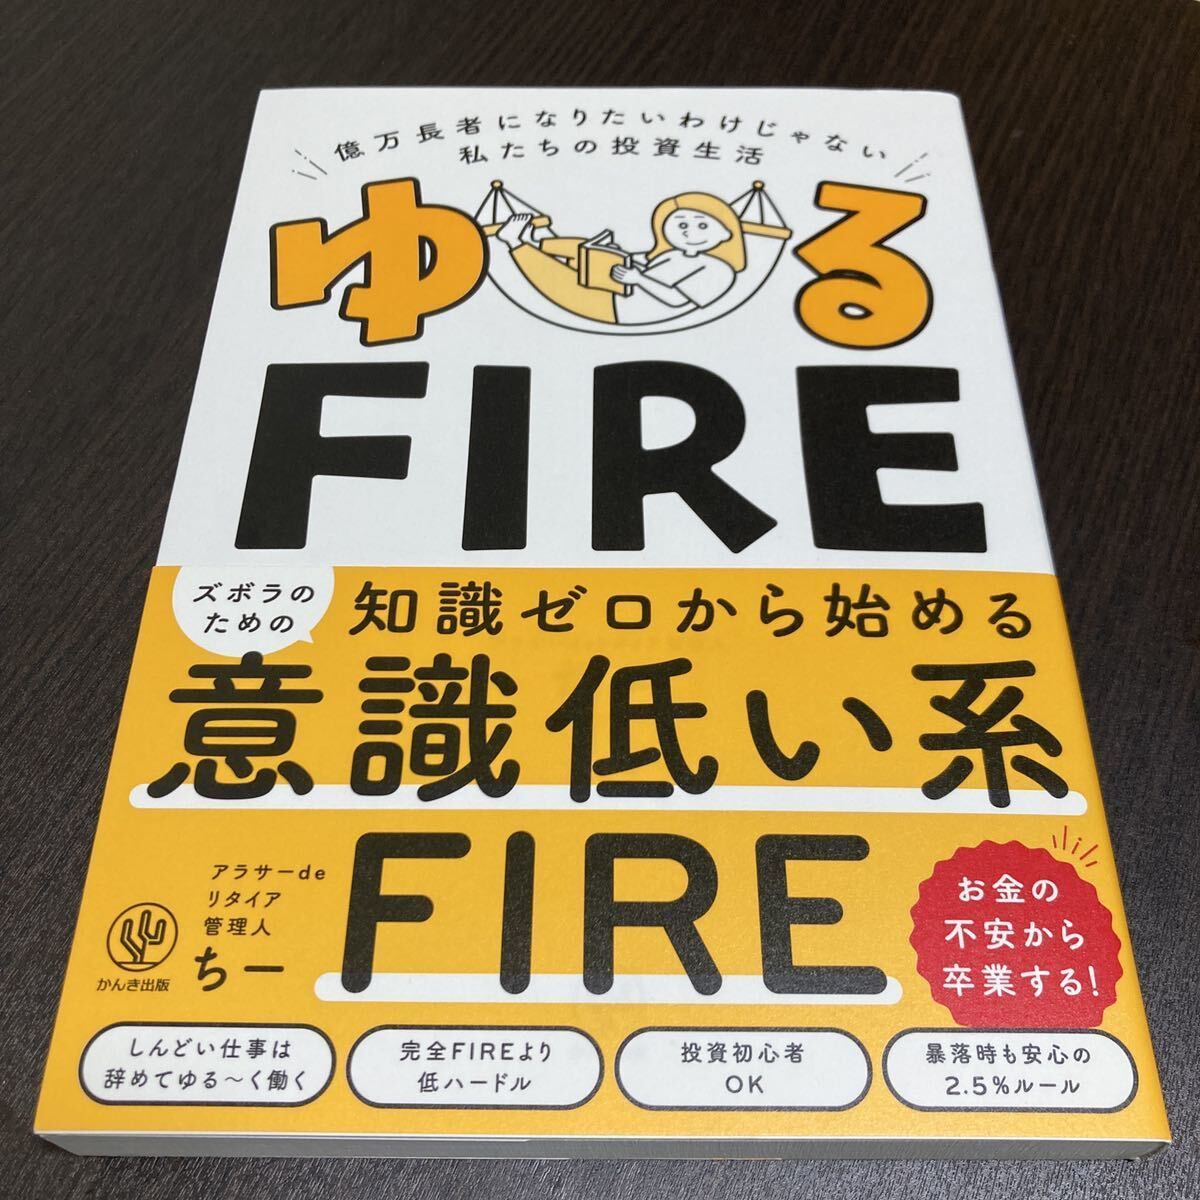 億万長者になりたいわけじゃない
私たちの投資生活
ゆる
FIRE
ズボラの
ための
知識ゼロから始める
意識低い系
FIRE
アラサーde
リタイア
管理人
ちー
かんき出版
お金の
不安から
卒業する!
しんどい仕事は
辞めてゆる〜く働く
完全FIREより
低ハードル
投資初心者
OK
暴落時も安心の
2.5%ルール